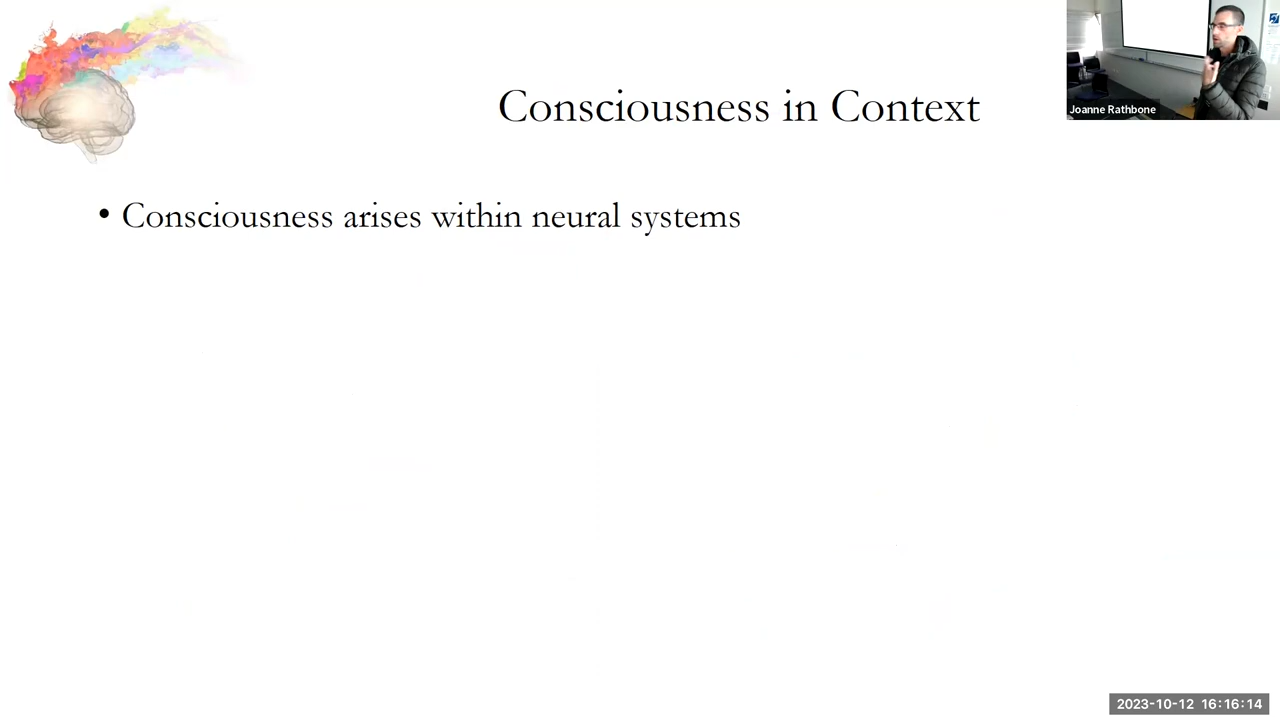 Consciousness in Context
Joanne Rathbone
• Consciousness arises within neural systems
2023-10-12 16:16:14